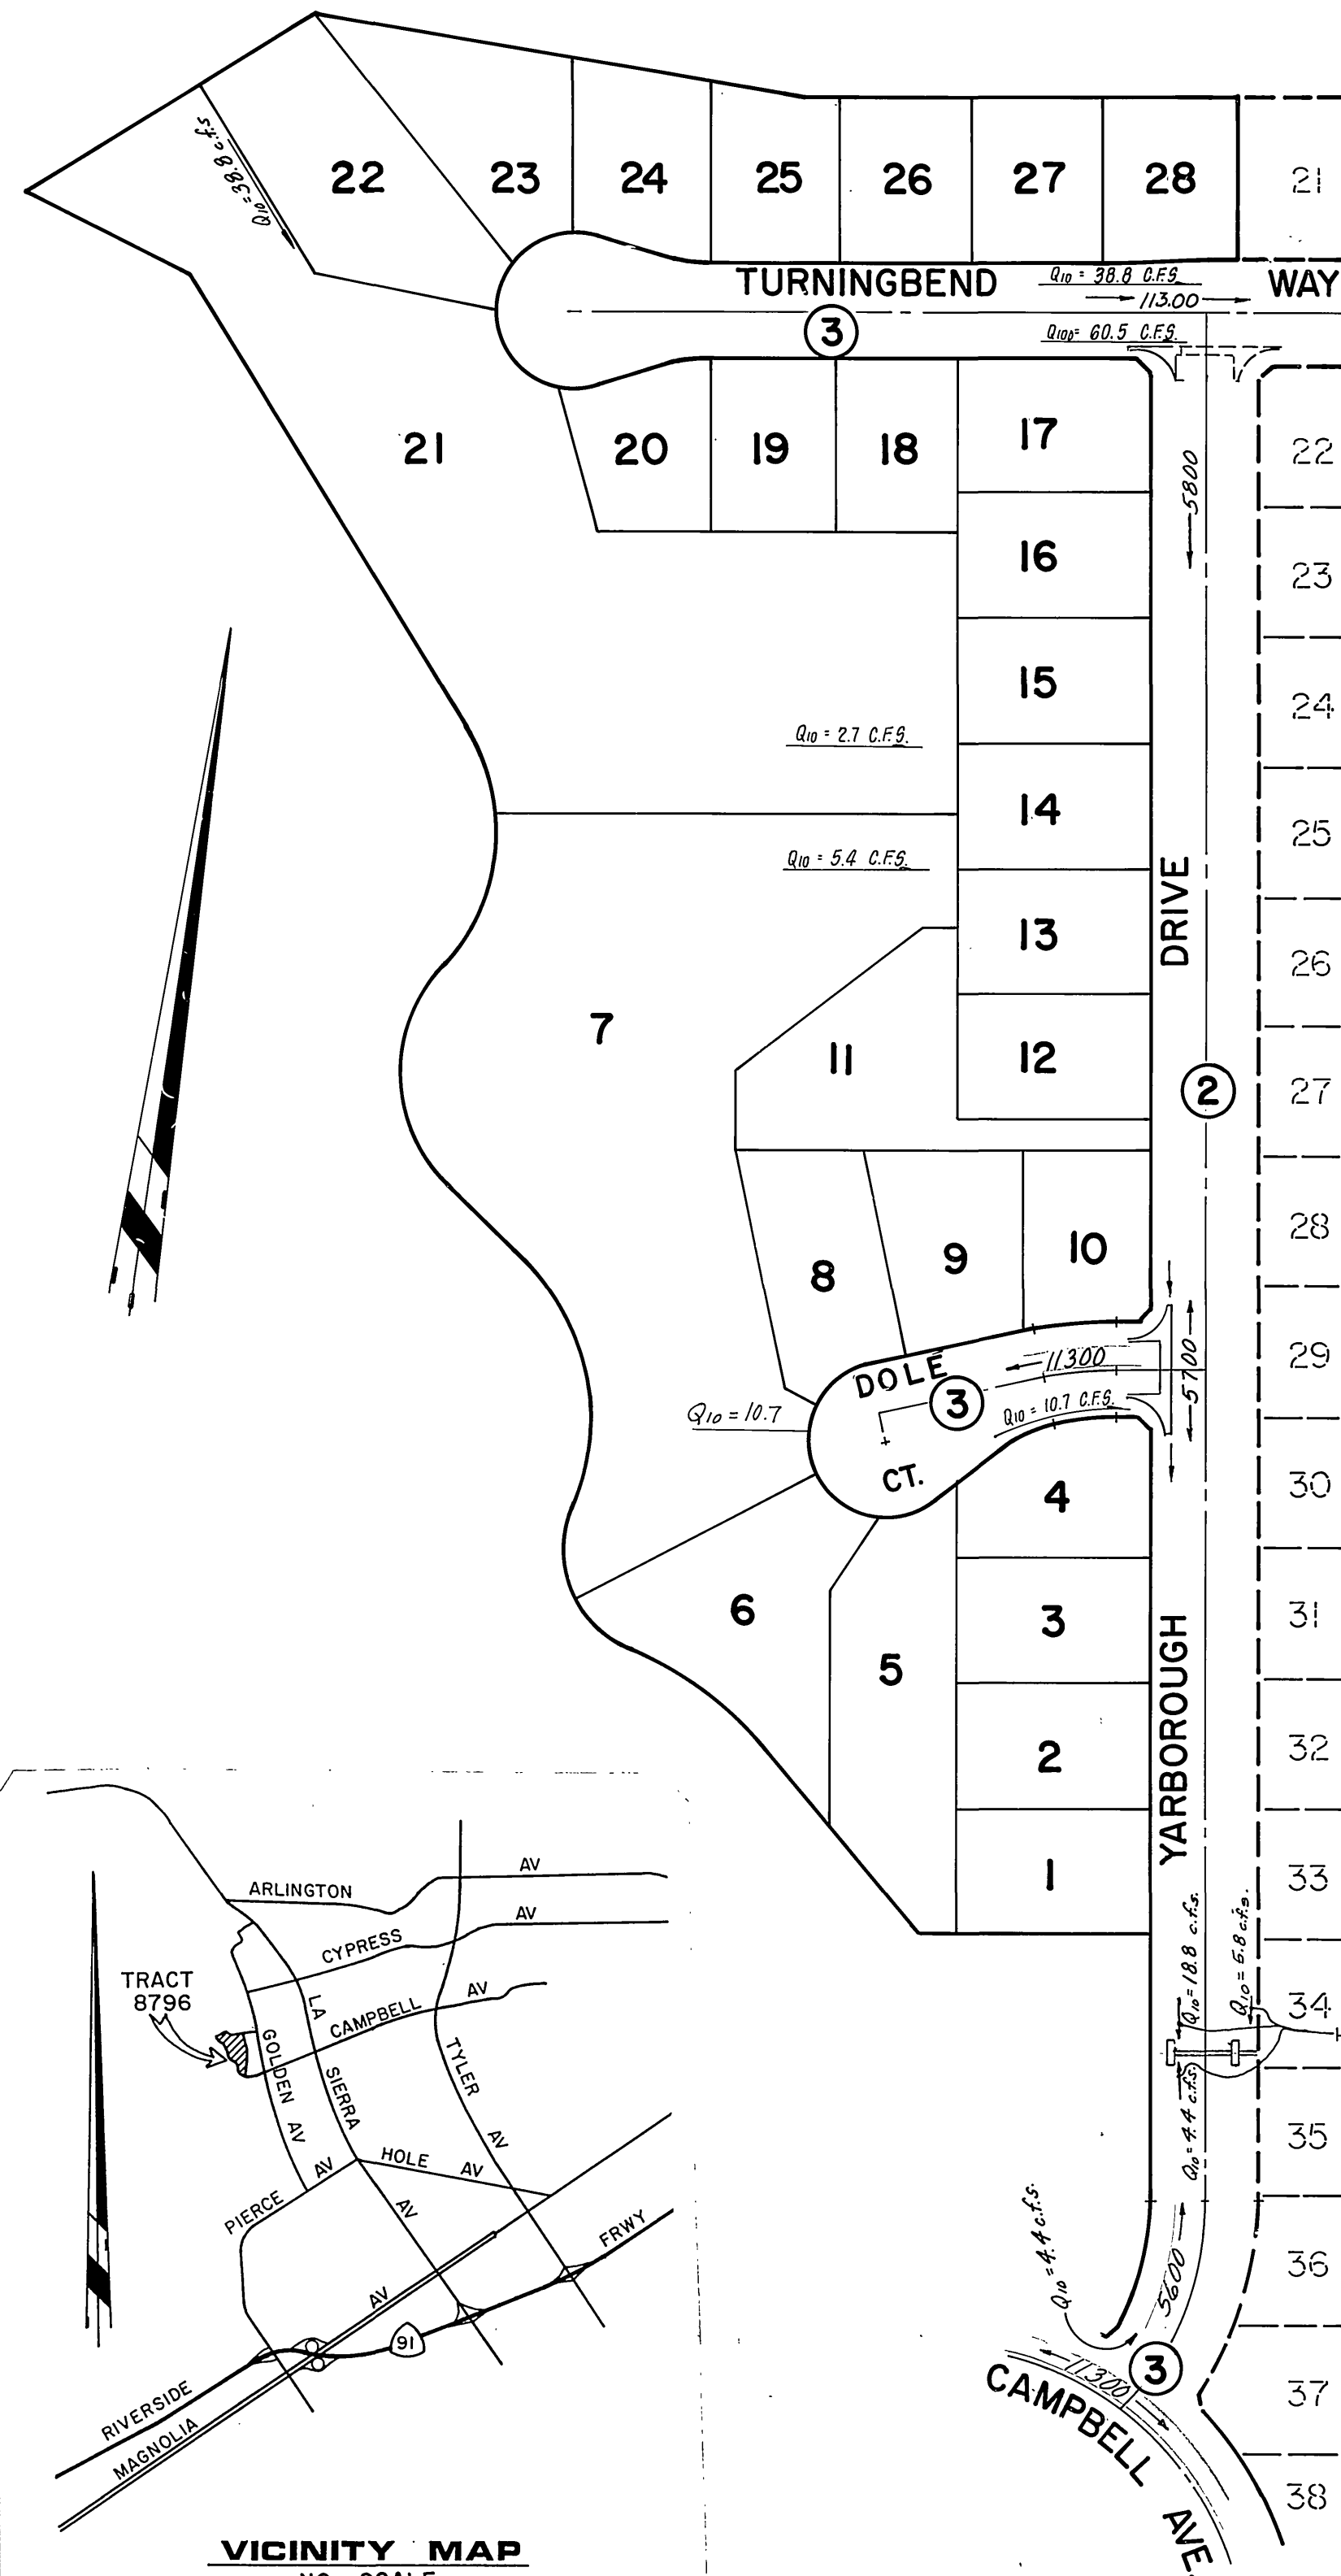 Q10=38.8 c.f.s
22
23
24
25
26
27
28
21
TURNINGBEND
WAY
Q10 = 38.8 C.F.S.
113.00
3
Q100= 60.5 C.F.S.
21
20
19
18
17
22
5800
16
23
15
24
Q10 = 2.7 C.F.S.
14
25
Q10 = 5.4 C.F.S.
13
DRIVE
26
7
11
12
2
27
8
9
10
28
DOLE
11300
5700
29
3
Q10 = 10.7
Q10 = 10.7 C.F.S.
CT.
4
30
6
3
31
5
YARBOROUGH
2
32
1
33
Q10=18.8 c.f.s.
Q10=5.8 c.f.s.
34
Q10=4.4 c.f.s.
35
Q10=4.4 c.f.s.
5600
36
3
11300
37
CAMPBELL AVE.
38
ARLINGTON AV
CYPRESS AV
TRACT
8796
LA SIERRA AV
CAMPBELL AV
GOLDEN AV
TYLER AV
HOLE AV
PIERCE AV
FRWY
AV
91
RIVERSIDE
MAGNOLIA
VICINITY MAP